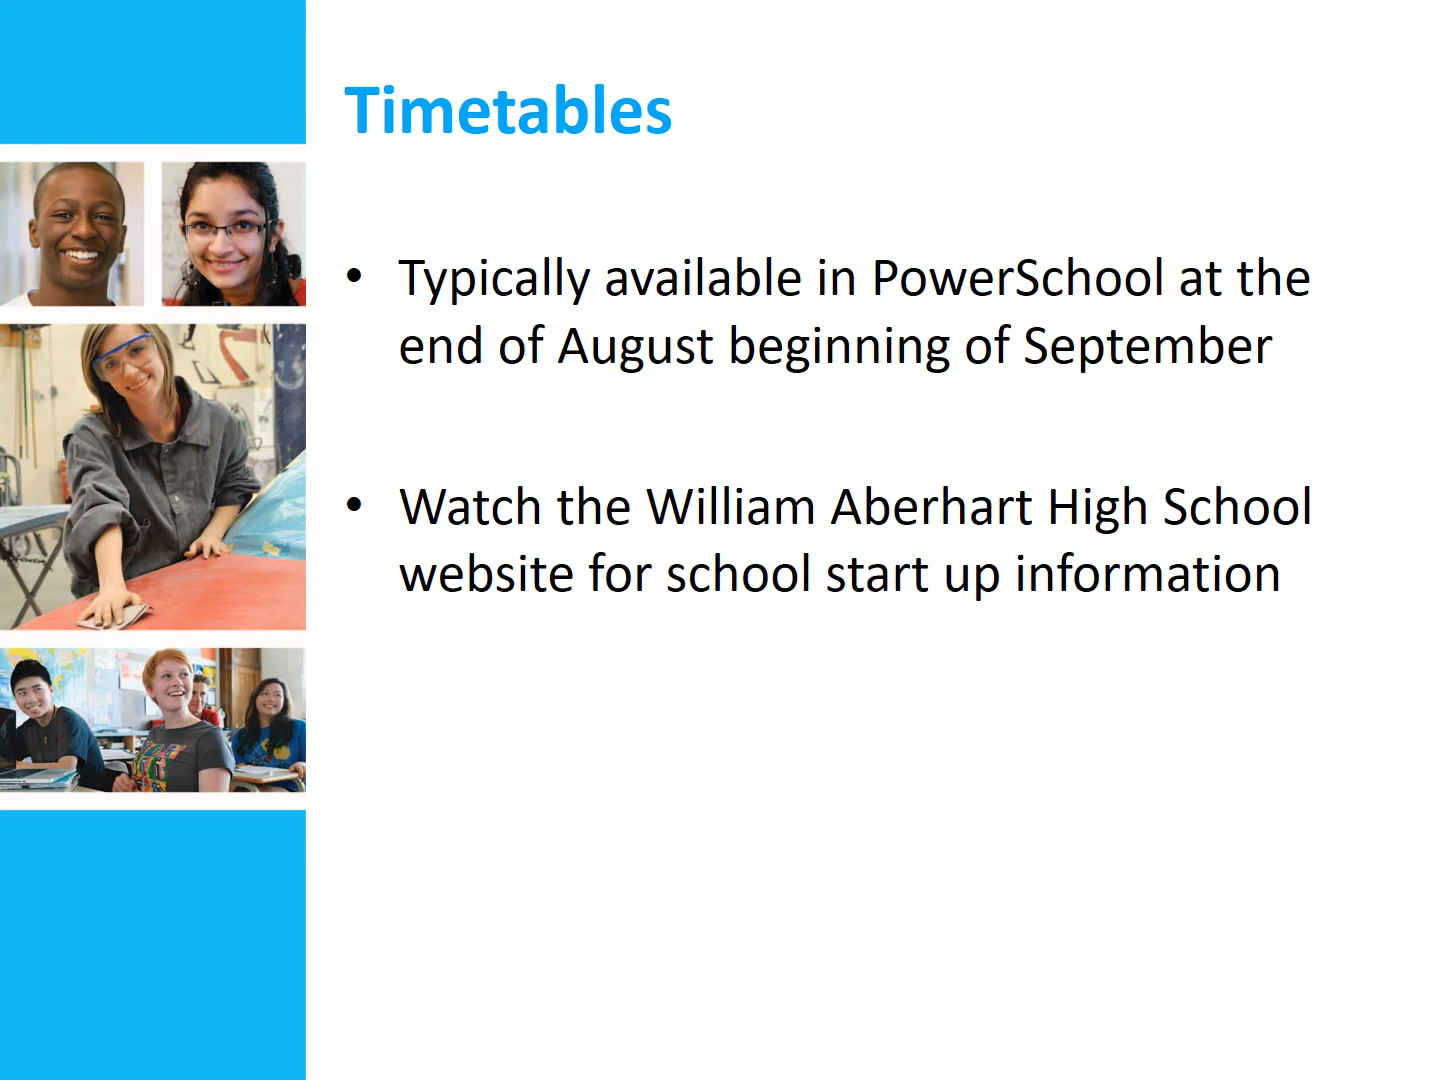 Timetables
• Typically available in PowerSchool at the
end of August beginning of September
• Watch the William Aberhart High School
website for school start up information